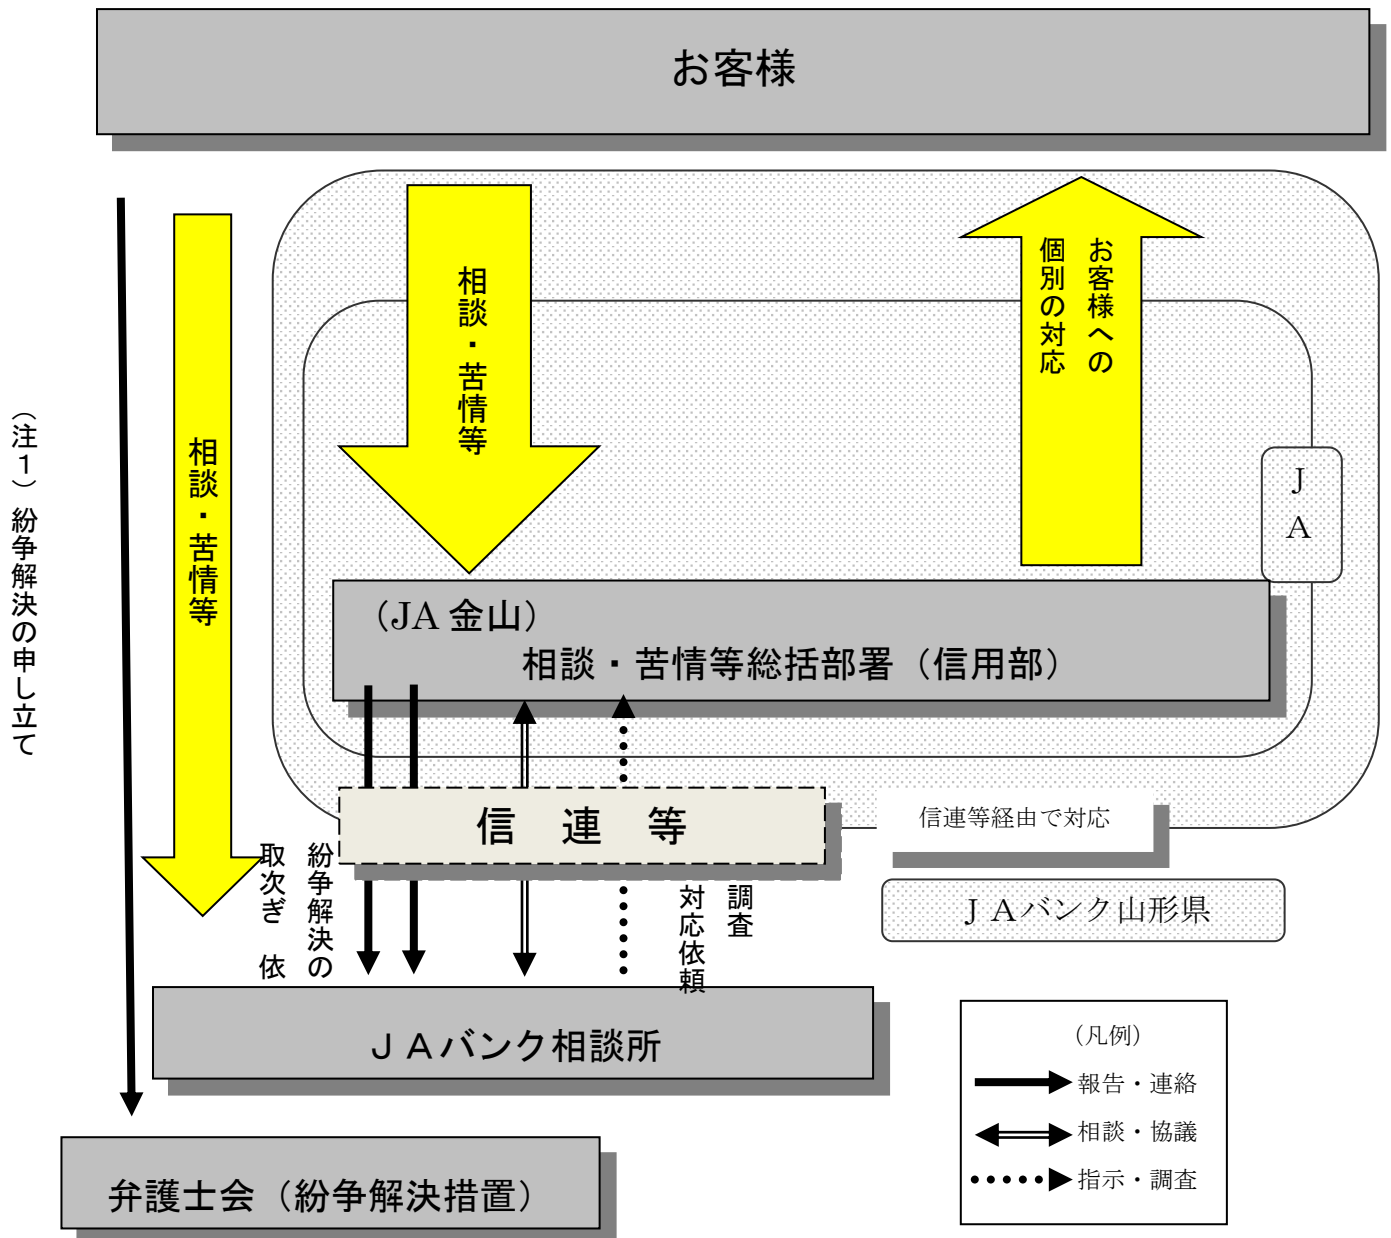 お客様
相談・苦情等
お客様への
個別の対応
相談・苦情等
(注1) 紛争解決の申し立て
JA
(JA 金山)
相談・苦情等総括部署(信用部)
信 連 等
信連等経由で対応
紛争解決の
取次ぎ 依
調査
対応依頼
JAバンク山形県
JAバンク相談所
弁護士会(紛争解決措置)
(凡例)
報告・連絡
相談・協議
指示・調査